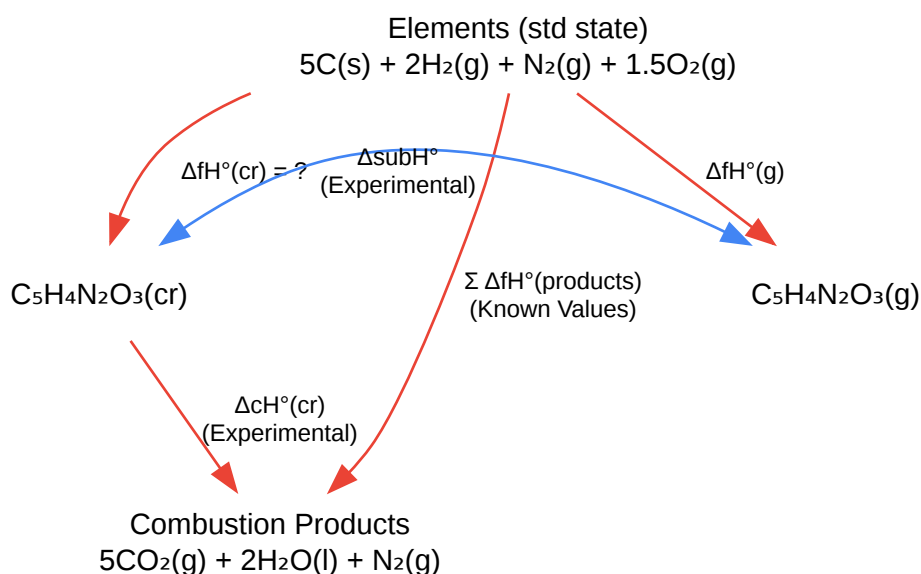 Elements (std state)
5C(s) + 2H₂(g) + N₂(g) + 1.5O₂(g)
ΔfH°(cr) = ?
ΔsubH°
(Experimental)
ΔfH°(g)
C₅H₄N₂O₃(cr)
Σ ΔfH°(products)
(Known Values)
C₅H₄N₂O₃(g)
ΔcH°(cr)
(Experimental)
Combustion Products
5CO₂(g) + 2H₂O(l) + N₂(g)